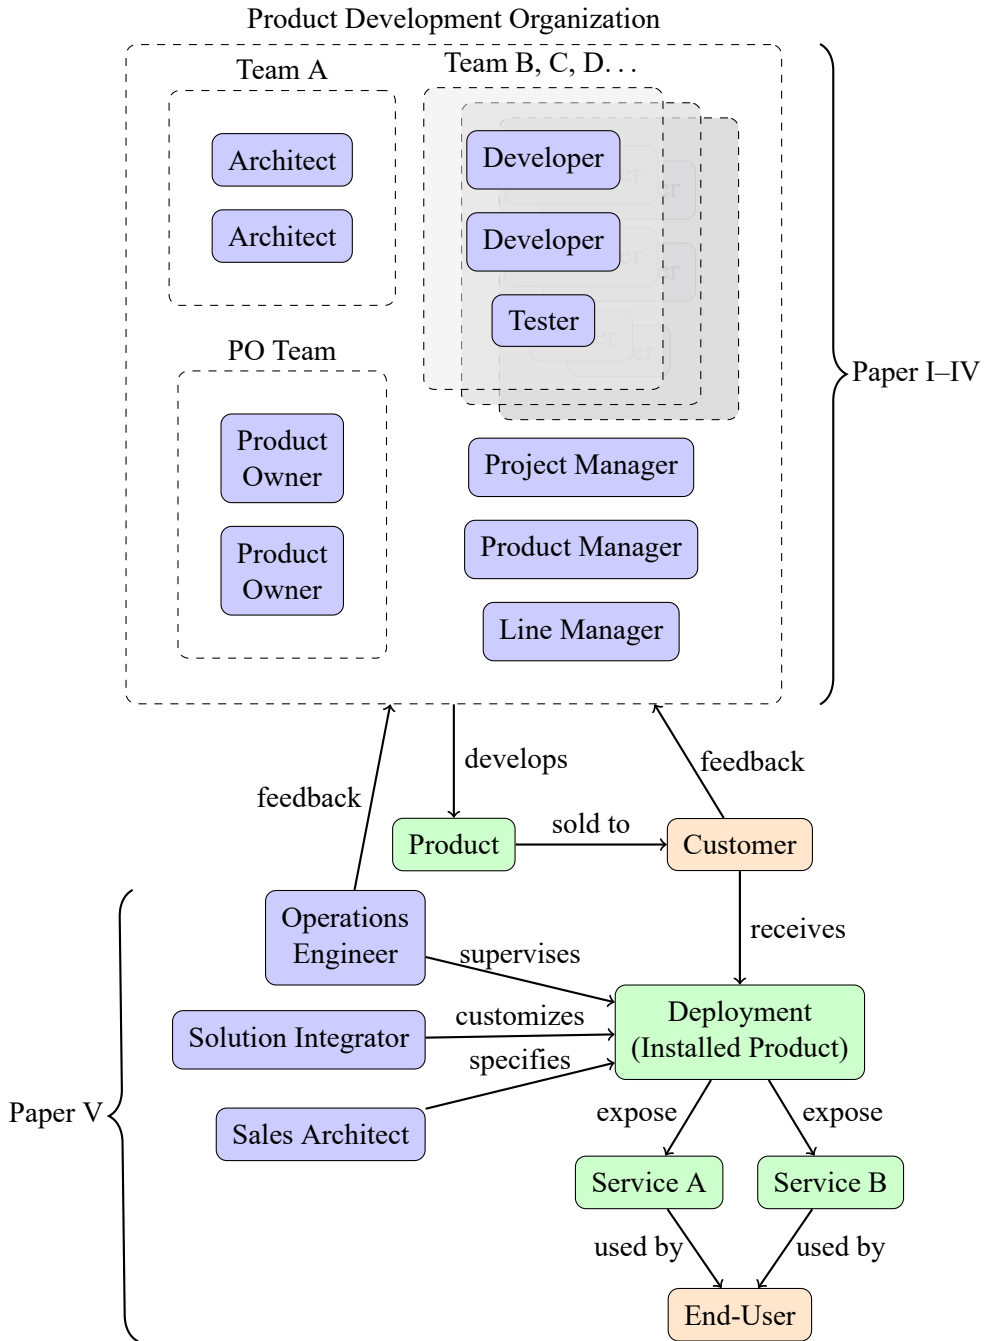 Product Development Organization
Team A
Team B, C, D...
Architect
Architect
Developer
Developer
Tester
PO Team
Product
Owner
Product
Owner
Project Manager
Product Manager
Line Manager
Paper I–IV
feedback
develops
feedback
Product
sold to
Customer
Operations
Engineer
supervises
receives
Solution Integrator
customizes
Deployment
(Installed Product)
specifies
Paper V
Sales Architect
expose
expose
Service A
Service B
used by
used by
End-User